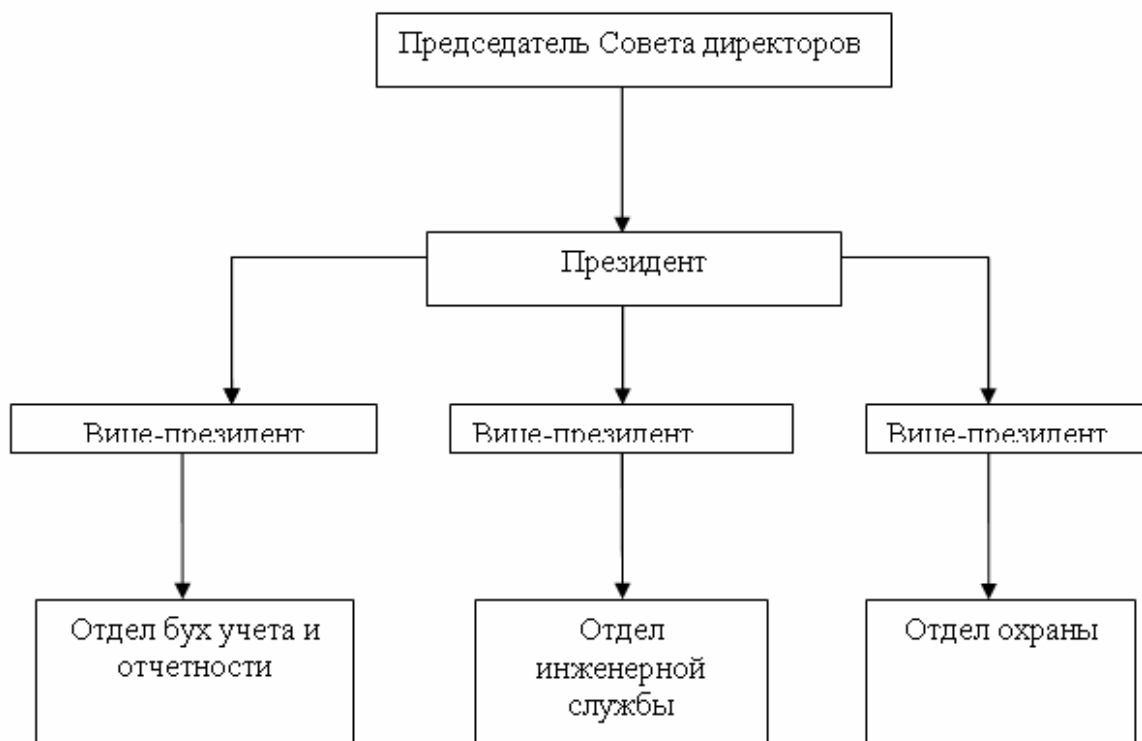 Председатель Совета директоров
Президент
Вице-президент
Вице-президент
Вице-президент
Отдел бух учета и
отчетности
Отдел
инженерной
службы
Отдел охраны